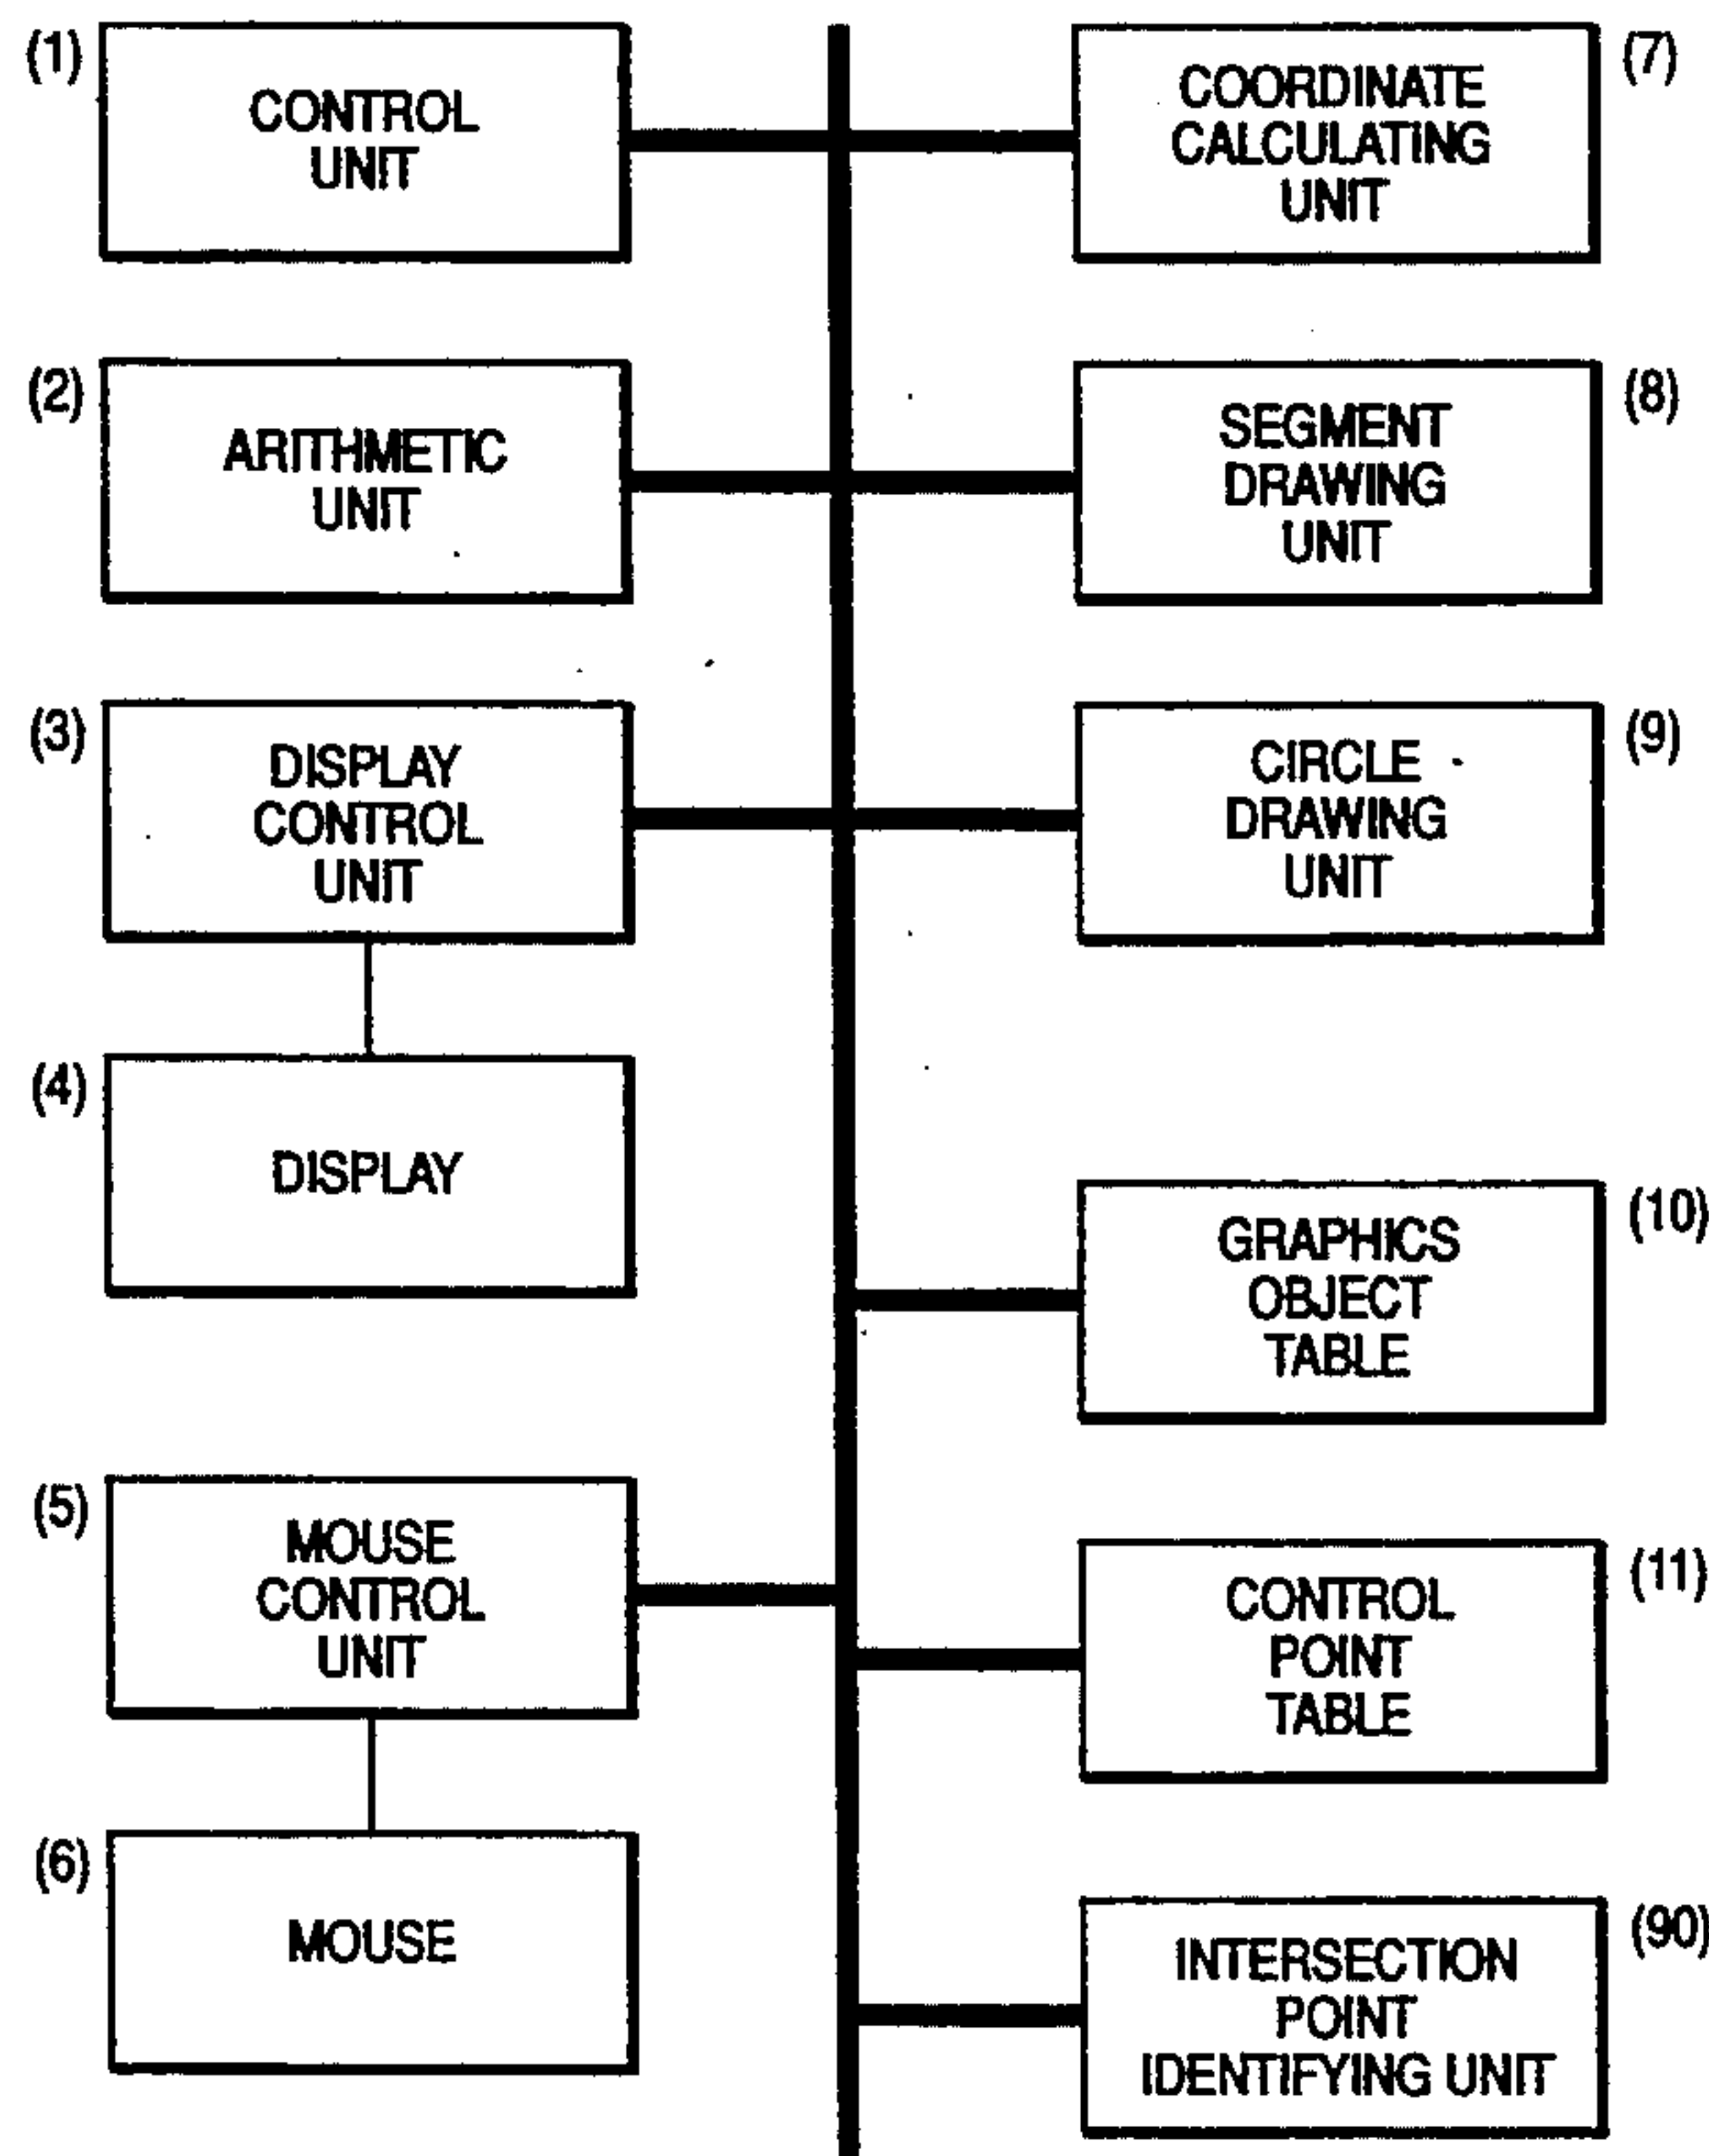 (1)
CONTROL
UNIT
(2)
ARITHMETIC
UNIT
(3)
DISPLAY
CONTROL
UNIT
(4)
DISPLAY
(5)
MOUSE
CONTROL
UNIT
(6)
MOUSE
(7)
COORDINATE
CALCULATING
UNIT
(8)
SEGMENT
DRAWING
UNIT
(9)
CIRCLE
DRAWING
UNIT
(10)
GRAPHICS
OBJECT
TABLE
(11)
CONTROL
POINT
TABLE
(90)
INTERSECTION
POINT
IDENTIFYING UNIT